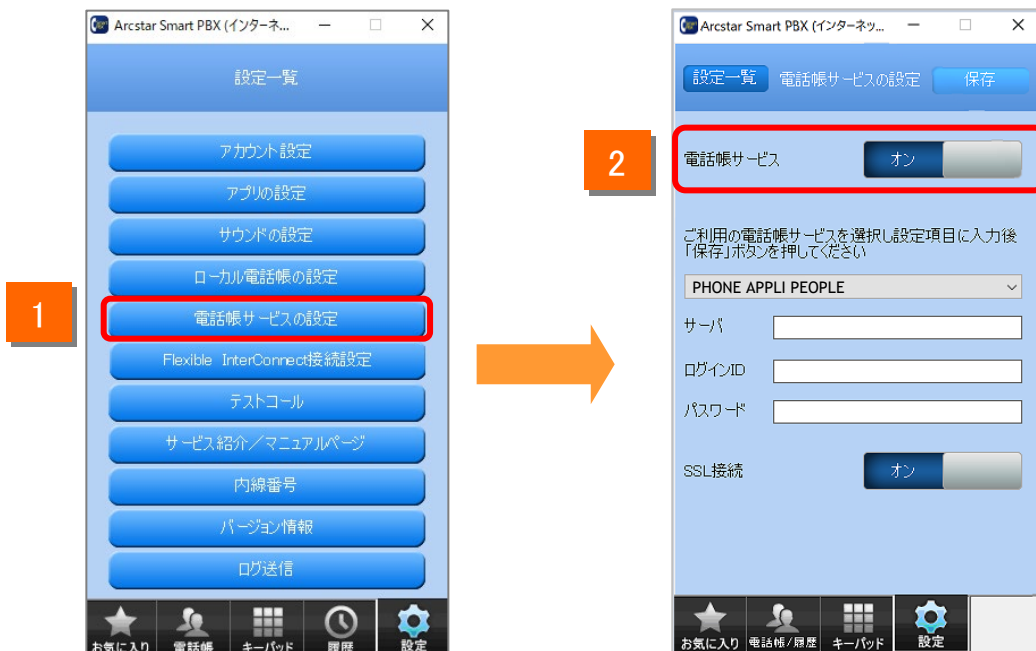 Arcstar Smart PBX (インターネ...
設定一覧
アカウント設定
アプリの設定
サウンドの設定
ローカル電話帳の設定
1
電話帳サービスの設定
Flexible InterConnect接続設定
テストコール
サービス紹介／マニュアルページ
内線番号
バージョン情報
ログ送信
お気に入り 電話帳 キーパッド 履歴 設定
Arcstar Smart PBX (インターネッ...
設定一覧 電話帳サービスの設定 保存
2
電話帳サービス オン
ご利用の電話帳サービスを選択し設定項目に入力後
「保存」ボタンを押してください
PHONE APPLI PEOPLE
サーバ
ログインID
パスワード
SSL接続 オン
お気に入り 電話帳/履歴 キーパッド 設定